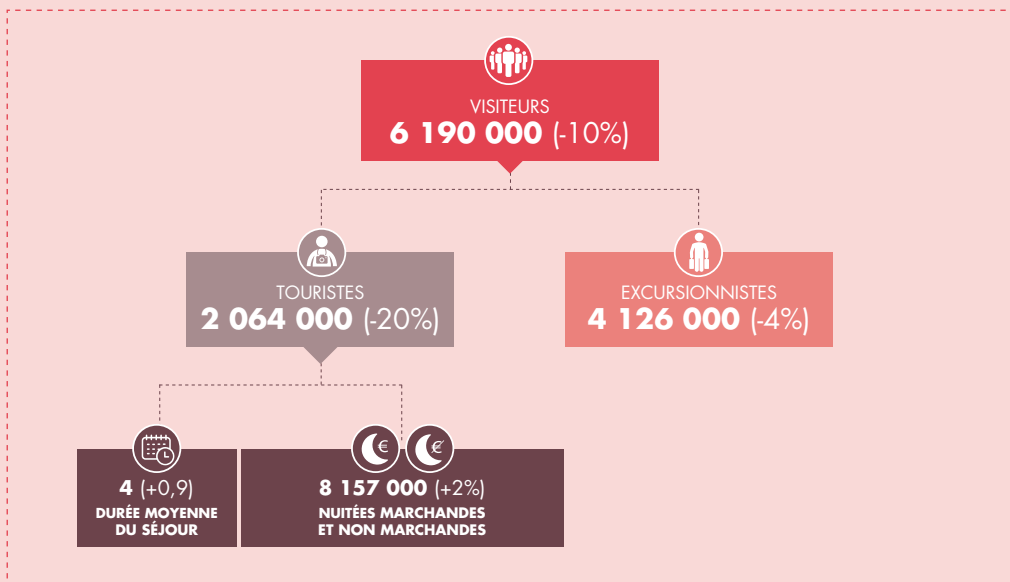 VISITEURS
6 190 000 (-10%)
TOURISTES
2 064 000 (-20%)
EXCURSIONNISTES
4 126 000 (-4%)
4 (+0,9)
DURÉE MOYENNE
DU SÉJOUR
8 157 000 (+2%)
NUITÉES MARCHANDES
ET NON MARCHANDES